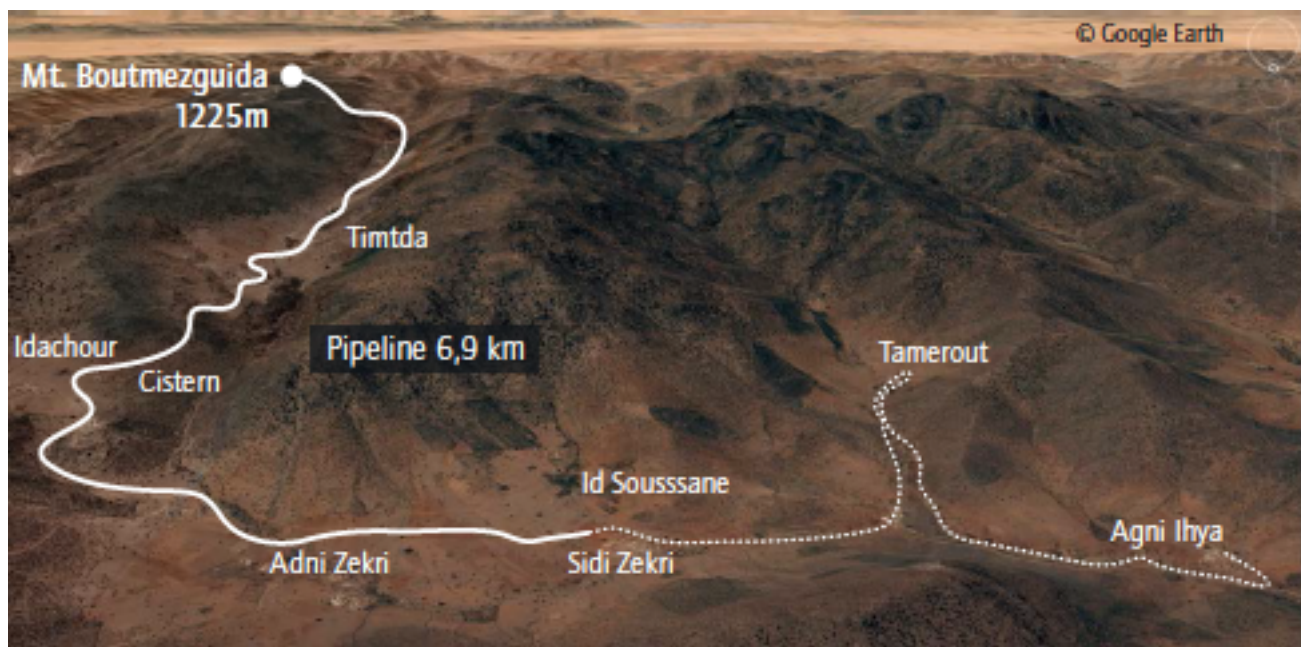 © Google Earth
Mt. Boutmezguida
1225m
Timtda
Idachour
Pipeline 6,9 km
Tamerout
Cistern
Id Sousssane
Agni Ihya
Adni Zekri
Sidi Zekri